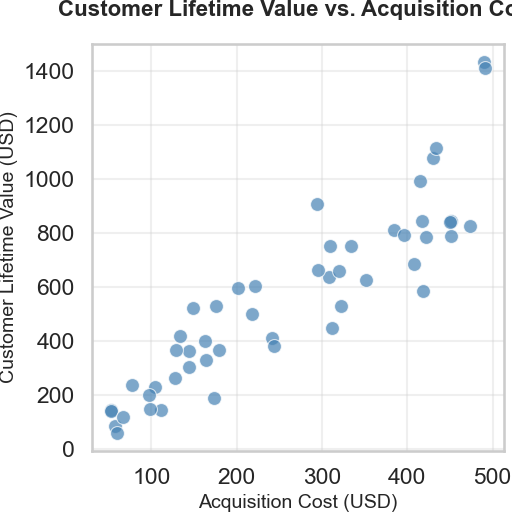 Customer Lifetime Value vs. Acquisition Co
1400
1200
1000
800
600
400
200
0
Customer Lifetime Value (USD)
100 200 300 400 500
Acquisition Cost (USD)